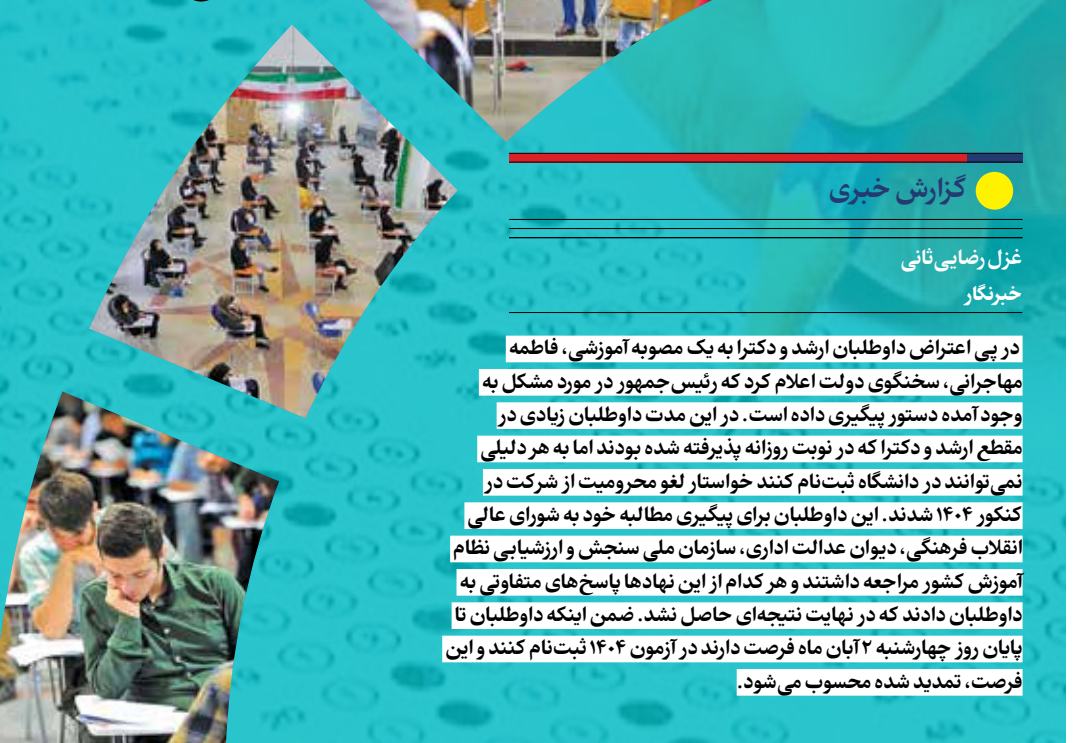 گزارش خبری
غزل رضایی‌ثانی
خبرنگار
در پی اعتراض داوطلبان ارشد و دکترا به یک مصوبه آموزشی، فاطمه
مهاجرانی، سخنگوی دولت اعلام کرد که رئیس‌جمهور در مورد مشکل به
وجود آمده دستور پیگیری داده است. در این مدت داوطلبان زیادی در
مقطع ارشد و دکترا که در نوبت روزانه پذیرفته شده بودند اما به هر دلیلی
نمی‌توانند در دانشگاه ثبت‌نام کنند خواستار لغو محرومیت از شرکت در
کنکور ۱۴۰۴ شدند. این داوطلبان برای پیگیری مطالبه خود به شورای عالی
انقلاب فرهنگی، دیوان عدالت اداری، سازمان ملی سنجش و ارزشیابی نظام
آموزش کشور مراجعه داشتند و هر کدام از این نهادها پاسخ‌های متفاوتی به
داوطلبان دادند که در نهایت نتیجه‌ای حاصل نشد. ضمن اینکه داوطلبان تا
پایان روز چهارشنبه ۲ آبان ماه فرصت دارند در آزمون ۱۴۰۴ ثبت‌نام کنند و این
فرصت، تمدید شده محسوب می‌شود.